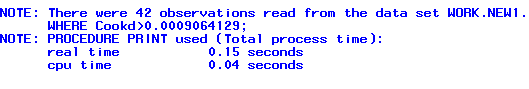 NOTE: There were 42 observations read from the data set WORK.NEW1.
WHERE Cookd>0.0009064129;
NOTE: PROCEDURE PRINT used (Total process time):
real time 0.15 seconds
cpu time 0.04 seconds